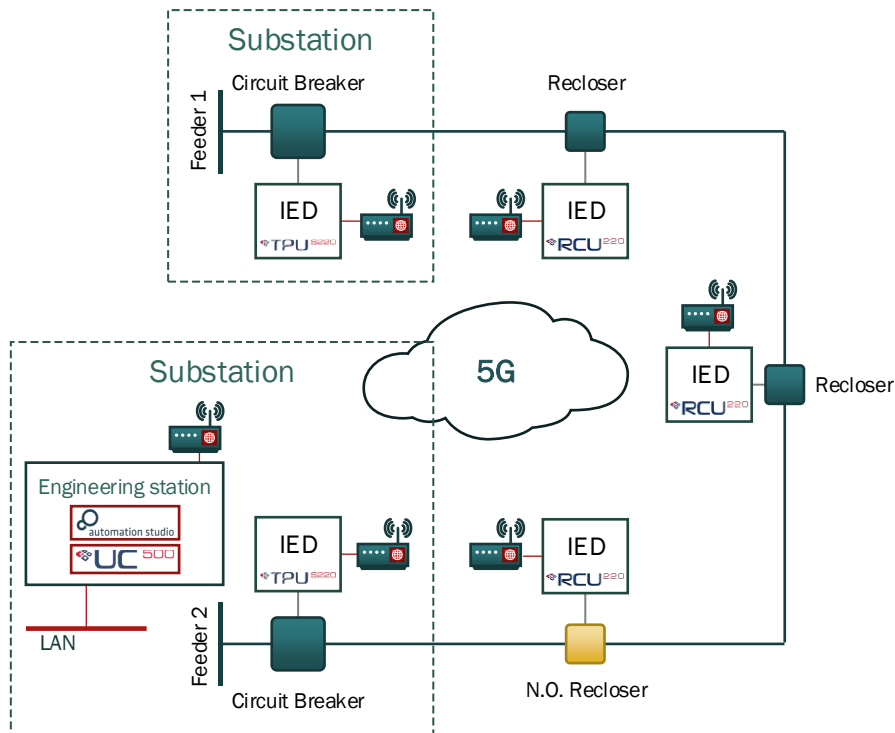 Substation
Circuit Breaker
Recloser
Feeder 1
IED
TPU S220
IED
RCU 220
Substation
5G
IED
RCU 220
Recloser
Engineering station
automation studio
UC 500
LAN
IED
TPU S220
IED
RCU 220
Feeder 2
Circuit Breaker
N.O. Recloser